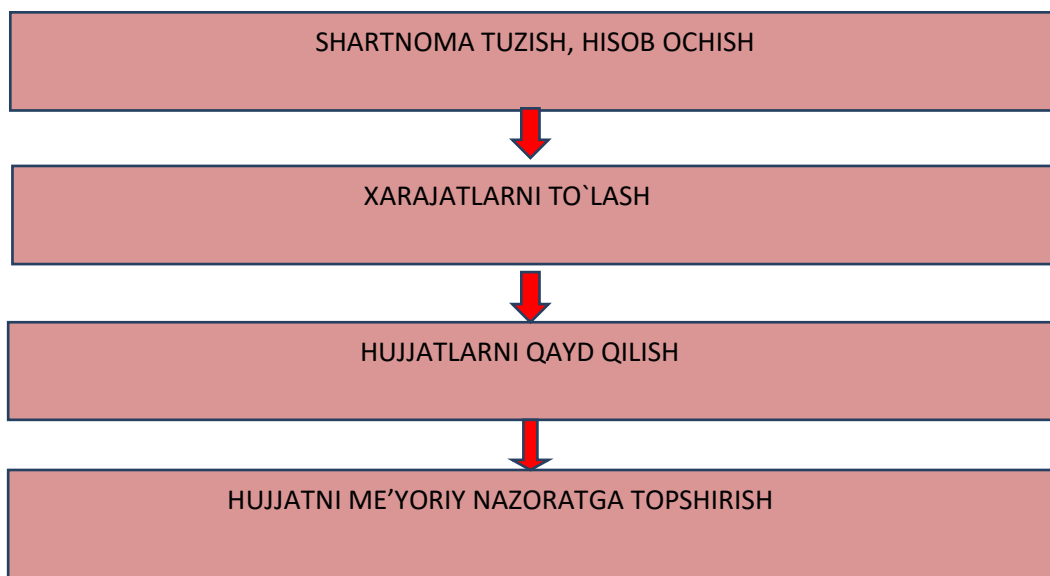 SHARTNOMA TUZISH, HISOB OCHISH
XARAJATLARNI TO`LASH
HUJJATLARNI QAYD QILISH
HUJJATNI ME’YORIY NAZORATGA TOPSHIRISH